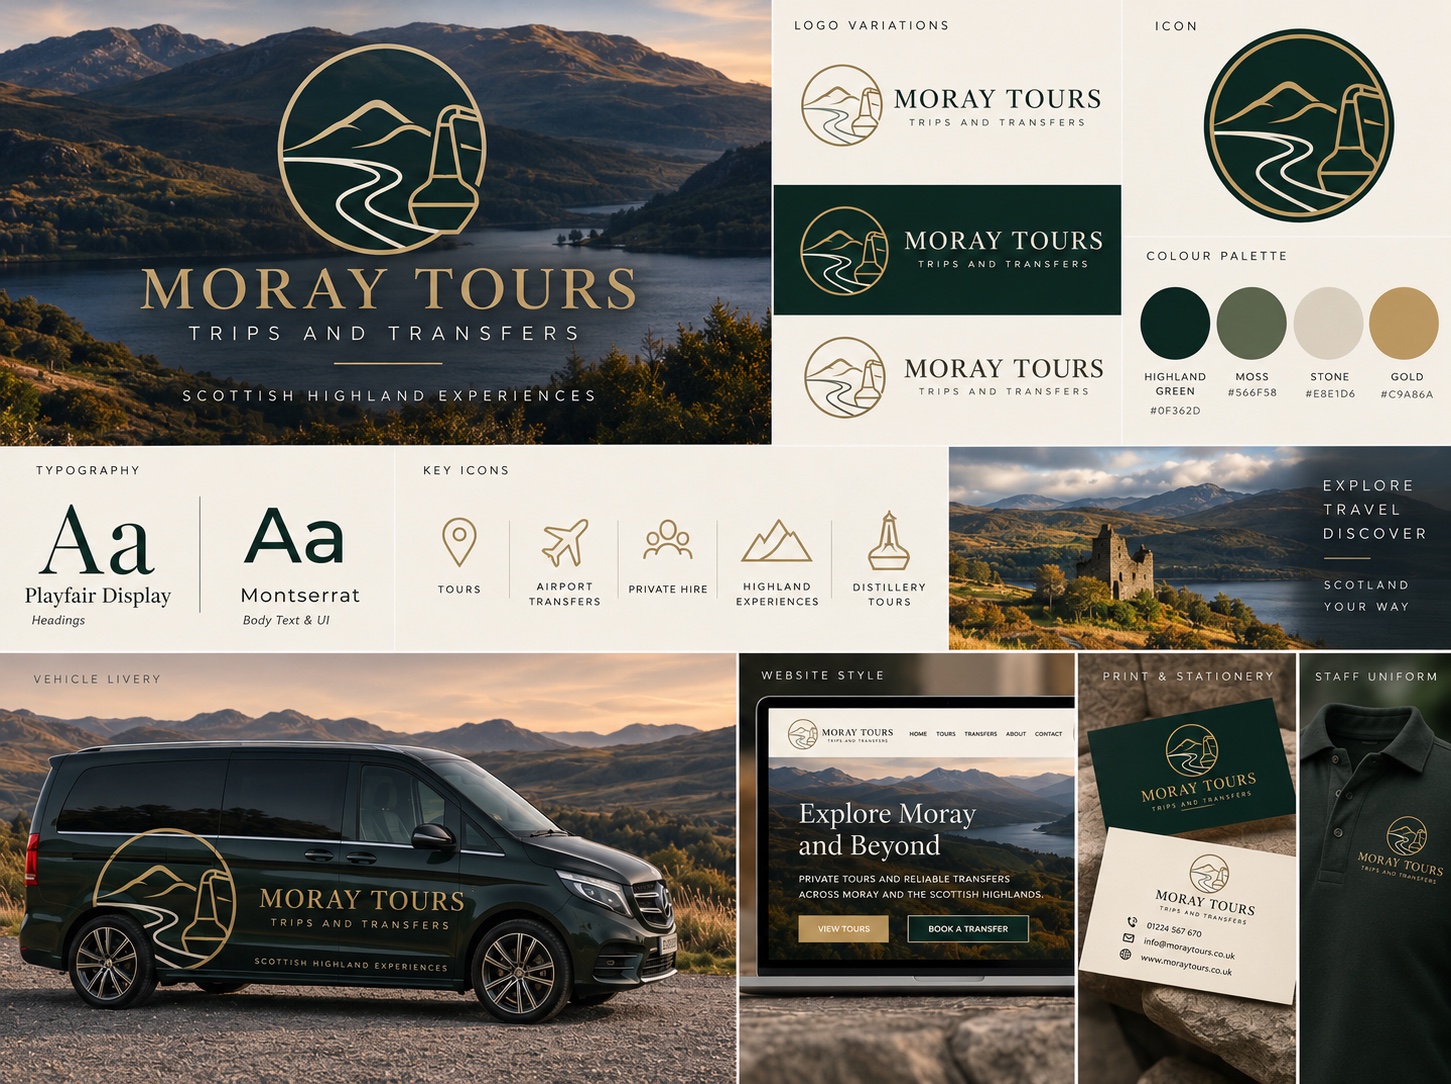 MORAY TOURS
TRIPS AND TRANSFERS
SCOTTISH HIGHLAND EXPERIENCES
LOGO VARIATIONS
MORAY TOURS
TRIPS AND TRANSFERS
MORAY TOURS
TRIPS AND TRANSFERS
MORAY TOURS
TRIPS AND TRANSFERS
ICON
COLOUR PALETTE
HIGHLAND
GREEN
#0F362D
MOSS
#566F58
STONE
#E8E1D6
GOLD
#C9A86A
TYPOGRAPHY
Aa
Playfair Display
Headings
Aa
Montserrat
Body Text & UI
KEY ICONS
TOURS
AIRPORT
TRANSFERS
PRIVATE HIRE
HIGHLAND
EXPERIENCES
DISTILLERY
TOURS
EXPLORE
TRAVEL
DISCOVER
SCOTLAND
YOUR WAY
VEHICLE LIVERY
MORAY TOURS
TRIPS AND TRANSFERS
SCOTTISH HIGHLAND EXPERIENCES
WEBSITE STYLE
MORAY TOURS
TRIPS AND TRANSFERS
HOME TOURS TRANSFERS ABOUT CONTACT
Explore Moray
and Beyond
PRIVATE TOURS AND RELIABLE TRANSFERS
ACROSS MORAY AND THE SCOTTISH HIGHLANDS.
VIEW TOURS
BOOK A TRANSFER
PRINT & STATIONERY
MORAY TOURS
TRIPS AND TRANSFERS
MORAY TOURS
TRIPS AND TRANSFERS
01224 567 670
info@moraytours.co.uk
www.moraytours.co.uk
STAFF UNIFORM
MORAY TOURS
TRIPS AND TRANSFERS